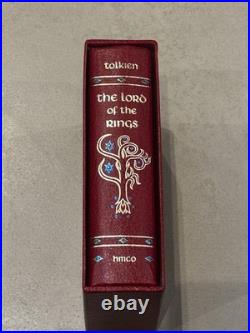 tolkien
the lord
of the
rings
hmco